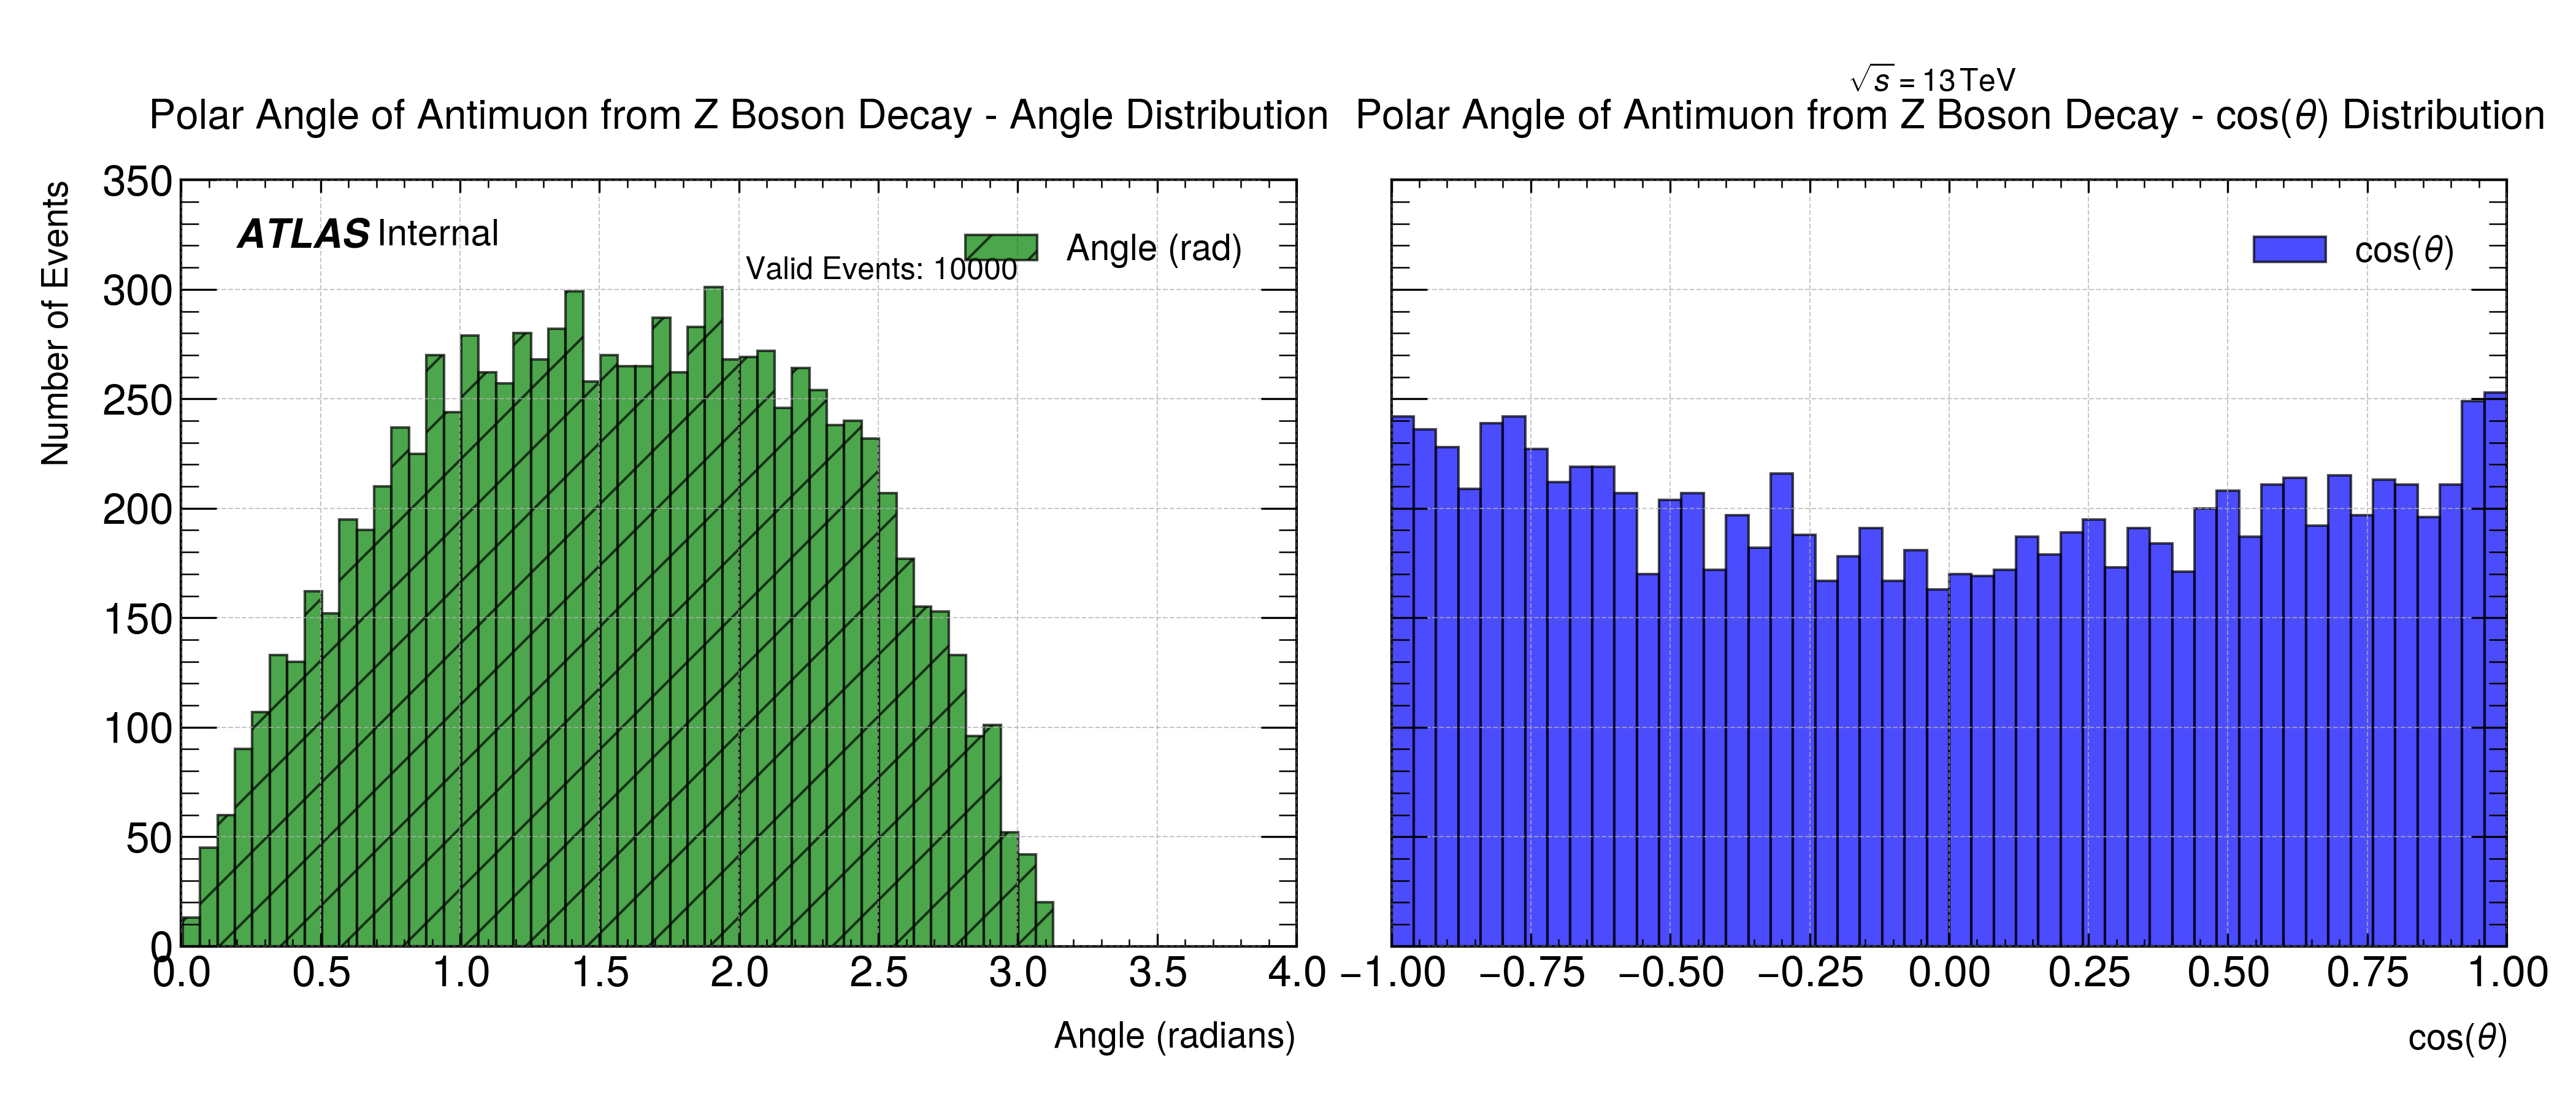 √s = 13 TeV
Polar Angle of Antimuon from Z Boson Decay - Angle Distribution
Polar Angle of Antimuon from Z Boson Decay - cos(θ) Distribution
Number of Events
350
300
250
200
150
100
50
0
ATLAS Internal
Angle (rad)
Valid Events: 10000
cos(θ)
0.0 0.5 1.0 1.5 2.0 2.5 3.0 3.5 4.0
−1.00 −0.75 −0.50 −0.25 0.00 0.25 0.50 0.75 1.00
Angle (radians)
cos(θ)